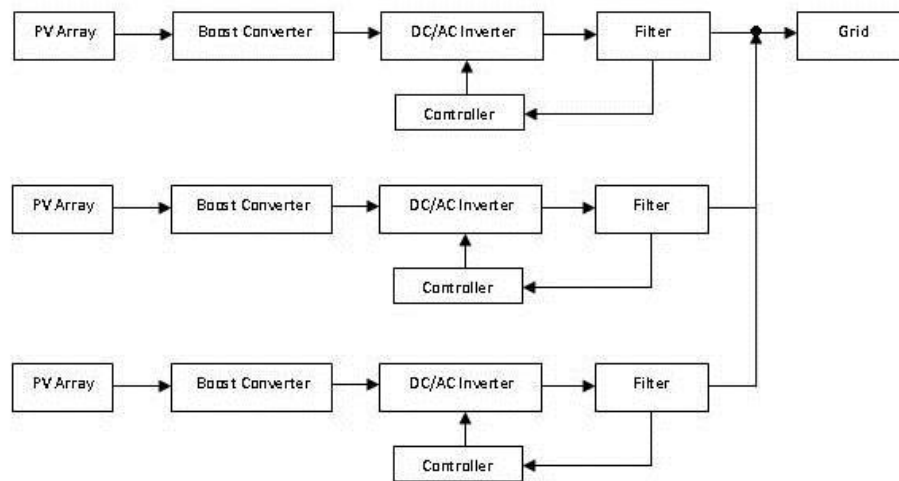 PV Array
Boost Converter
DC/AC Inverter
Filter
Grid
Controller
PV Array
Boost Converter
DC/AC Inverter
Filter
Controller
PV Array
Boost Converter
DC/AC Inverter
Filter
Controller